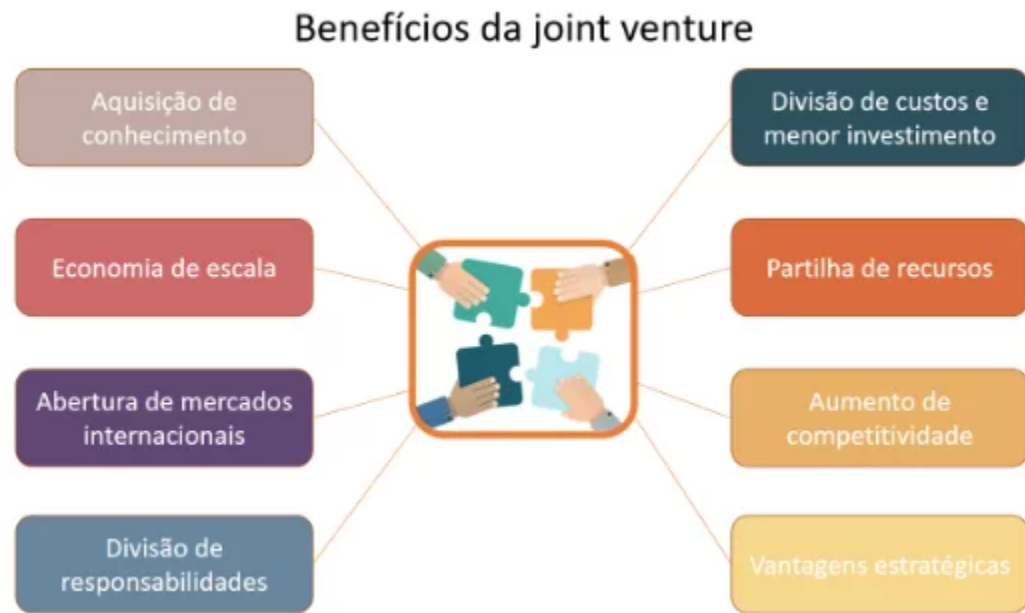 Benefícios da joint venture
Aquisição de
conhecimento
Economia de escala
Abertura de mercados
internacionais
Divisão de
responsabilidades
Divisão de custos e
menor investimento
Partilha de recursos
Aumento de
competitividade
Vantagens estratégicas